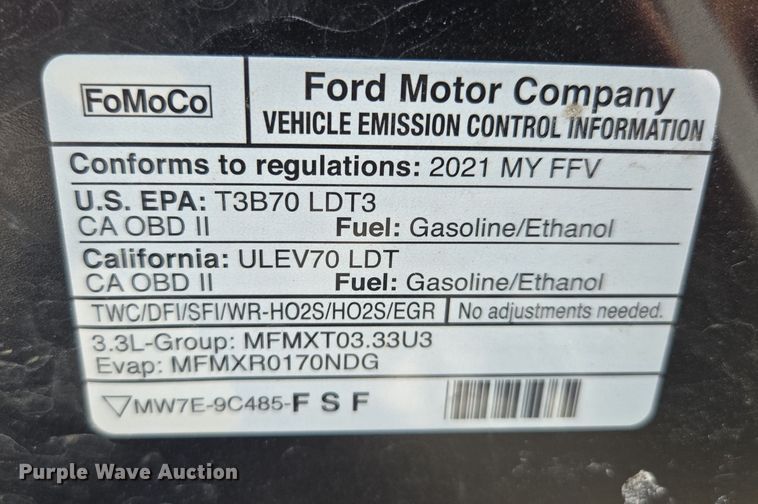 FoMoCo
Ford Motor Company
VEHICLE EMISSION CONTROL INFORMATION
Conforms to regulations: 2021 MY FFV
U.S. EPA: T3B70 LDT3
CA OBD II Fuel: Gasoline/Ethanol
California: ULEV70 LDT
CA OBD II Fuel: Gasoline/Ethanol
TWC/DFI/SFI/WR-HO2S/HO2S/EGR No adjustments needed.
3.3L-Group: MFMXT03.33U3
Evap: MFMXR0170NDG
MW7E-9C485-F S F
Purple Wave Auction